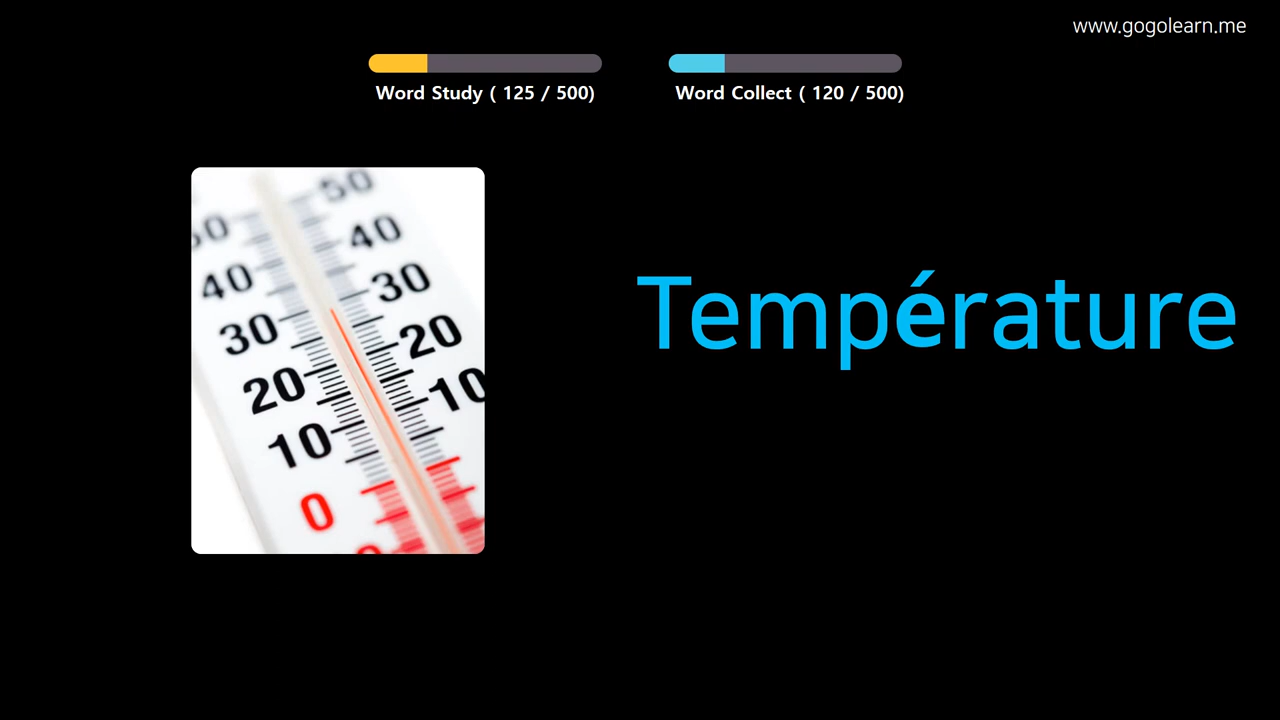 www.gogolearn.me
Word Study ( 125 / 500)
Word Collect ( 120 / 500)
50
40
30
20
10
40
30
20
10
0
Température